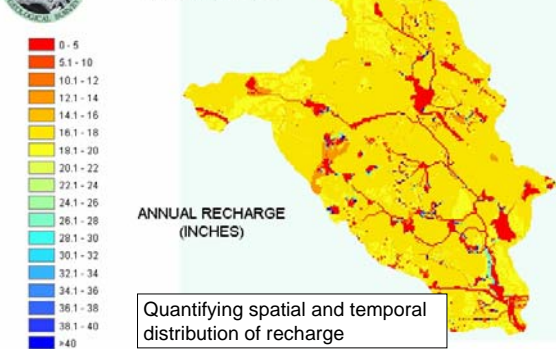 GEOLOGICAL SURVEY
0 - 5
5.1 - 10
10.1 - 12
12.1 - 14
14.1 - 16
16.1 - 18
18.1 - 20
20.1 - 22
22.1 - 24
24.1 - 26
26.1 - 28
28.1 - 30
30.1 - 32
32.1 - 34
34.1 - 36
36.1 - 38
38.1 - 40
>40
ANNUAL RECHARGE
(INCHES)
Quantifying spatial and temporal
distribution of recharge